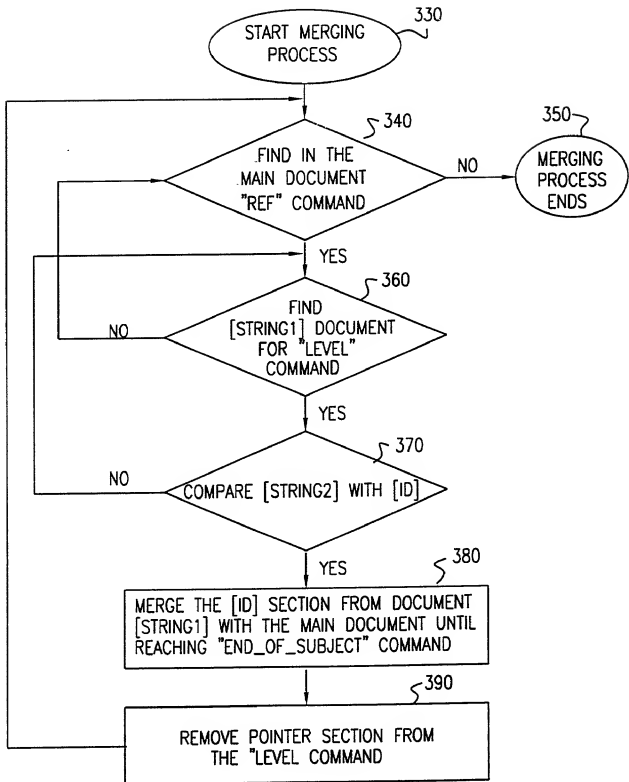 330
START MERGING
PROCESS
340
350
FIND IN THE
MAIN DOCUMENT
"REF" COMMAND
NO
MERGING
PROCESS
ENDS
YES
360
FIND
[STRING1] DOCUMENT
FOR "LEVEL"
COMMAND
NO
YES
370
NO
COMPARE [STRING2] WITH [ID]
YES
380
MERGE THE [ID] SECTION FROM DOCUMENT
[STRING1] WITH THE MAIN DOCUMENT UNTIL
REACHING "END_OF_SUBJECT" COMMAND
390
REMOVE POINTER SECTION FROM
THE "LEVEL COMMAND